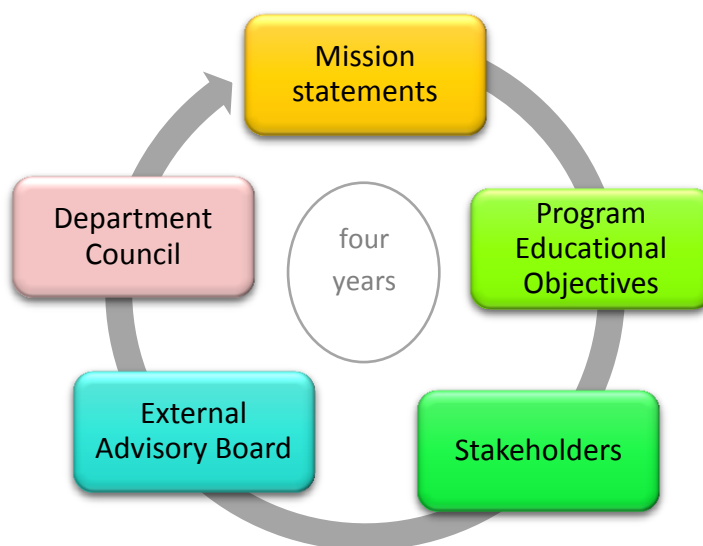 Mission
statements
Program
Educational
Objectives
Stakeholders
External
Advisory Board
Department
Council
four
years